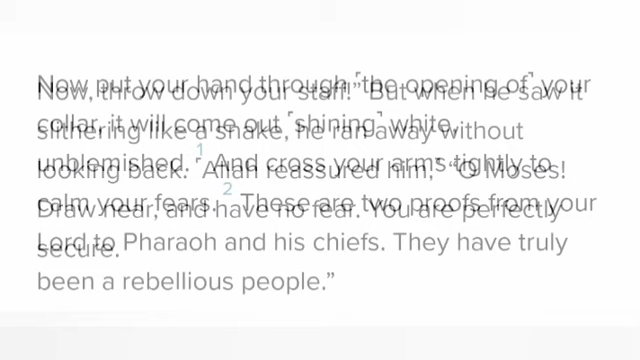 Now, throw down your staff!” But when he saw it
slithering like a snake, he ran away without
looking back. ˹Allah reassured him,˺ “O Moses!
Draw near, and have no fear. You are perfectly
secure.
Now put your hand through ˹the opening of˺ your
collar, it will come out ˹shining˺ white,
unblemished. 1 And cross your arms tightly to
calm your fears. 2 These are two proofs from your
Lord to Pharaoh and his chiefs. They have truly
been a rebellious people.”